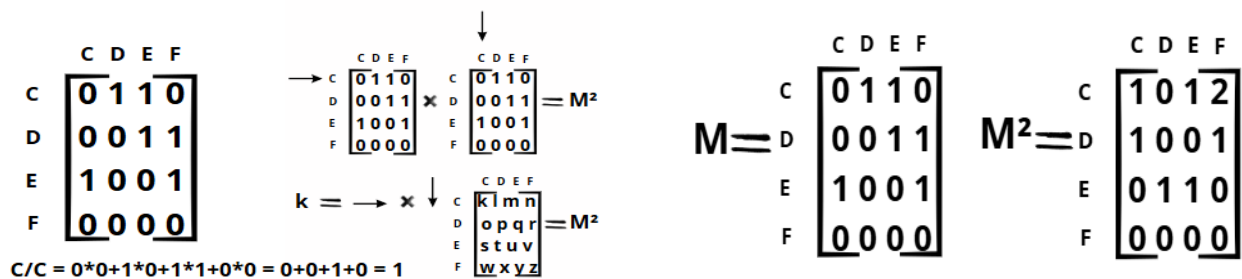 C D E F
C 0 1 1 0
D 0 0 1 1
E 1 0 0 1
F 0 0 0 0
C/C = 0*0+1*0+1*1+0*0 = 0+0+1+0 = 1
C D E F C D E F
C 0 1 1 0 C 0 1 1 0
D 0 0 1 1 × D 0 0 1 1 = M²
E 1 0 0 1 E 1 0 0 1
F 0 0 0 0 F 0 0 0 0
C D E F
k = → × ↓ C k l m n
D o p q r = M²
E s t u v
F w x y z
C D E F
C 0 1 1 0
M= D 0 0 1 1
E 1 0 0 1
F 0 0 0 0
C D E F
C 1 0 1 2
M²= D 1 0 0 1
E 0 1 1 0
F 0 0 0 0